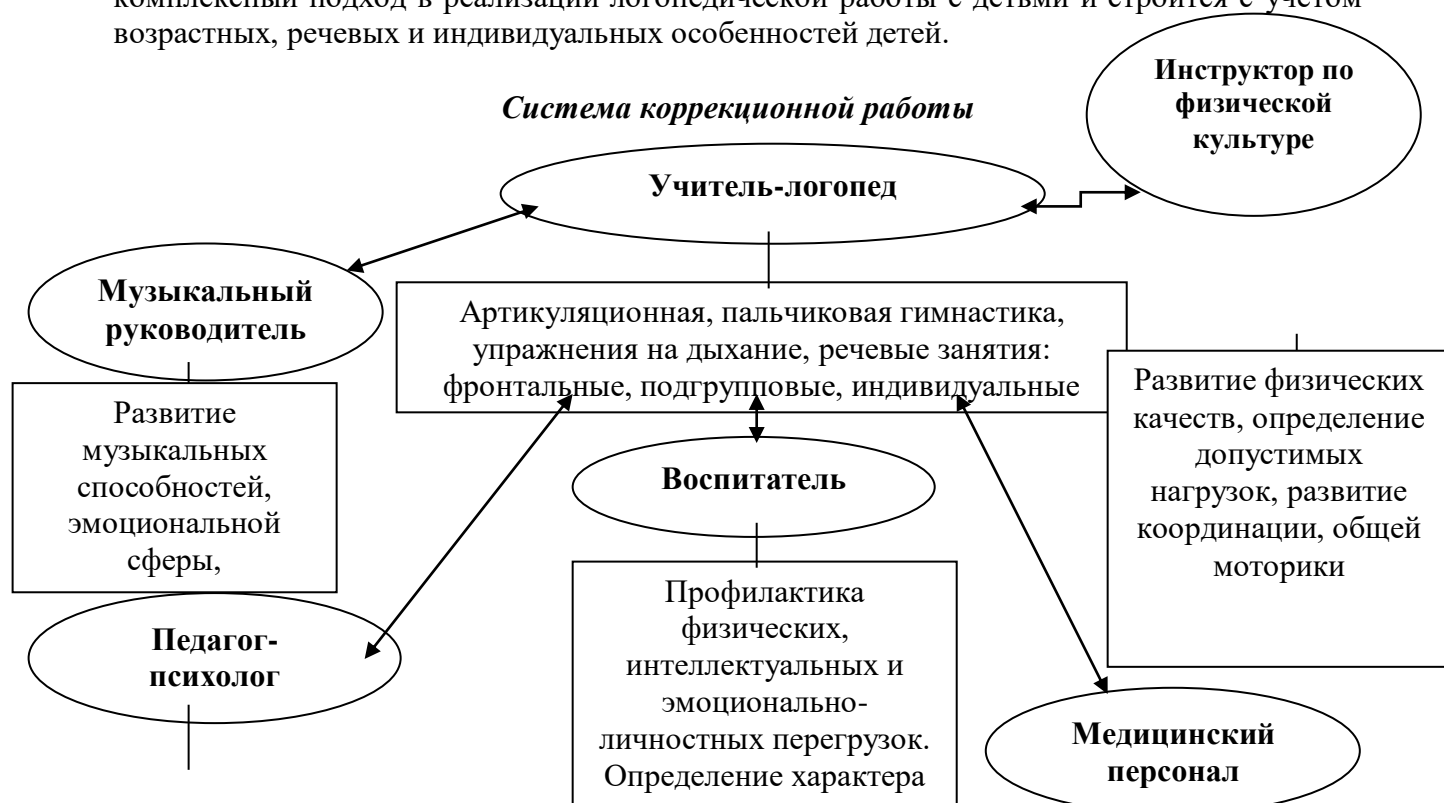 комплексный подход в реализации логопедической работы с детьми и строится с учетом
возрастных, речевых и индивидуальных особенностей детей.
Инструктор по
физической
культуре
Система коррекционной работы
Учитель-логопед
Музыкальный
руководитель
Артикуляционная, пальчиковая гимнастика,
упражнения на дыхание, речевые занятия:
фронтальные, подгрупповые, индивидуальные
Развитие физических
качеств, определение
допустимых
нагрузок, развитие
координации, общей
моторики
Развитие
музыкальных
способностей,
эмоциональной
сферы,
Воспитатель
Профилактика
физических,
интеллектуальных и
эмоционально-
личностных перегрузок.
Определение характера
Педагог-
психолог
Медицинский
персонал